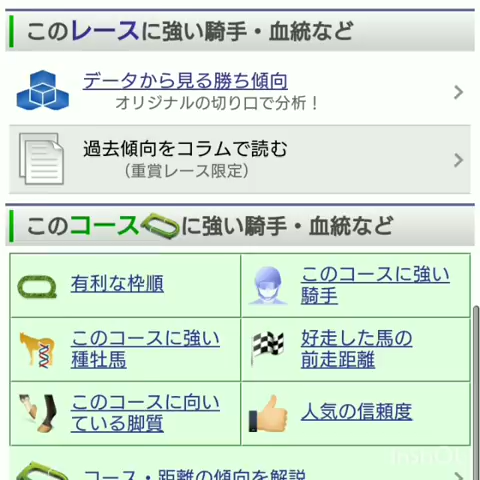 このレースに強い騎手・血統など
データから見る勝ち傾向
オリジナルの切り口で分析！
過去傾向をコラムで読む
（重賞レース限定）
このコースに強い騎手・血統など
有利な枠順
このコースに強い
騎手
このコースに強い
種牡馬
好走した馬の
前走距離
このコースに向い
ている脚質
人気の信頼度
コース・距離の傾向を解説
InShOt